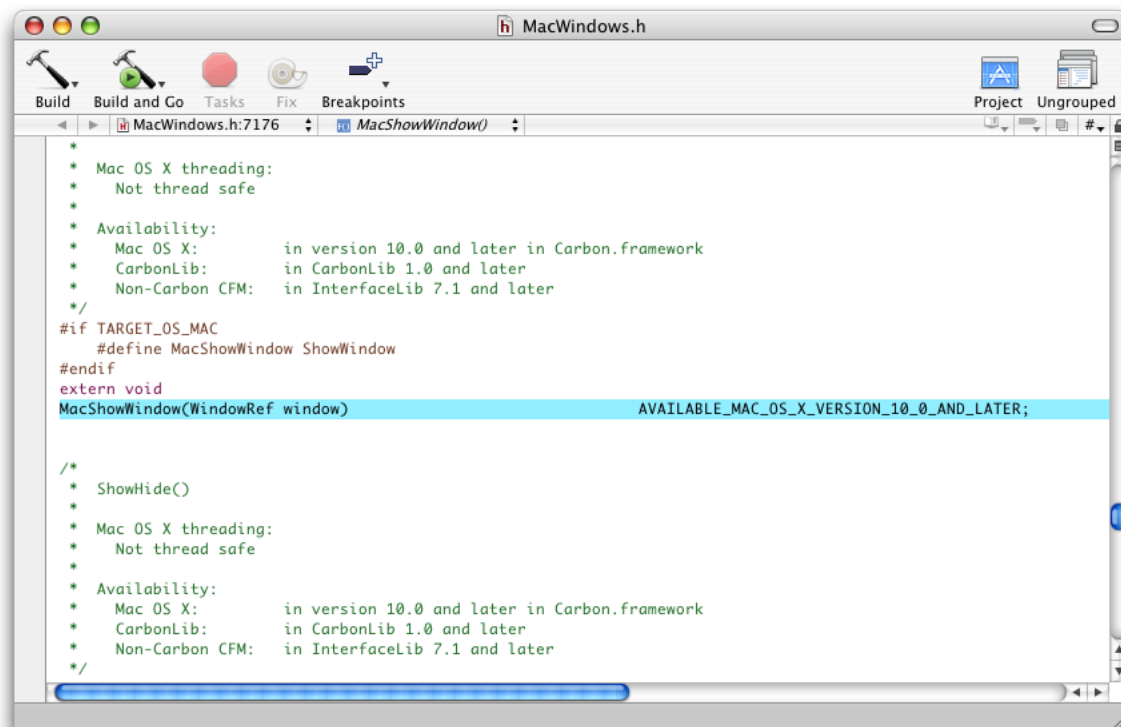 MacWindows.h
Build Build and Go Tasks Fix Breakpoints Project Ungrouped
MacWindows.h:7176 MacShowWindow() #
*
* Mac OS X threading:
* Not thread safe
*
* Availability:
* Mac OS X: in version 10.0 and later in Carbon.framework
* CarbonLib: in CarbonLib 1.0 and later
* Non-Carbon CFM: in InterfaceLib 7.1 and later
*/
#if TARGET_OS_MAC
#define MacShowWindow ShowWindow
#endif
extern void
MacShowWindow(WindowRef window) AVAILABLE_MAC_OS_X_VERSION_10_0_AND_LATER;
/*
* ShowHide()
*
* Mac OS X threading:
* Not thread safe
*
* Availability:
* Mac OS X: in version 10.0 and later in Carbon.framework
* CarbonLib: in CarbonLib 1.0 and later
* Non-Carbon CFM: in InterfaceLib 7.1 and later
*/